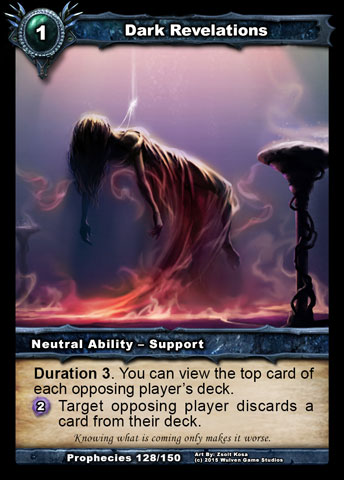 1
Dark Revelations
Neutral Ability – Support
Duration 3. You can view the top card of
each opposing player's deck.
2 Target opposing player discards a
card from their deck.
Knowing what is coming only makes it worse.
Prophecies 128/150
Art By: Zsolt Kosa
(c) 2015 Wulven Game Studios